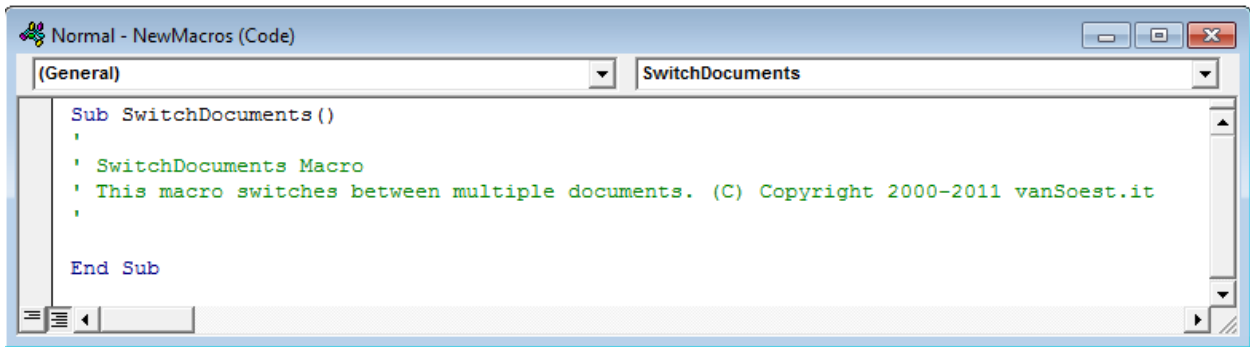 Normal - NewMacros (Code)
(General) SwitchDocuments
Sub SwitchDocuments()
'
' SwitchDocuments Macro
' This macro switches between multiple documents. (C) Copyright 2000-2011 vanSoest.it
'
End Sub